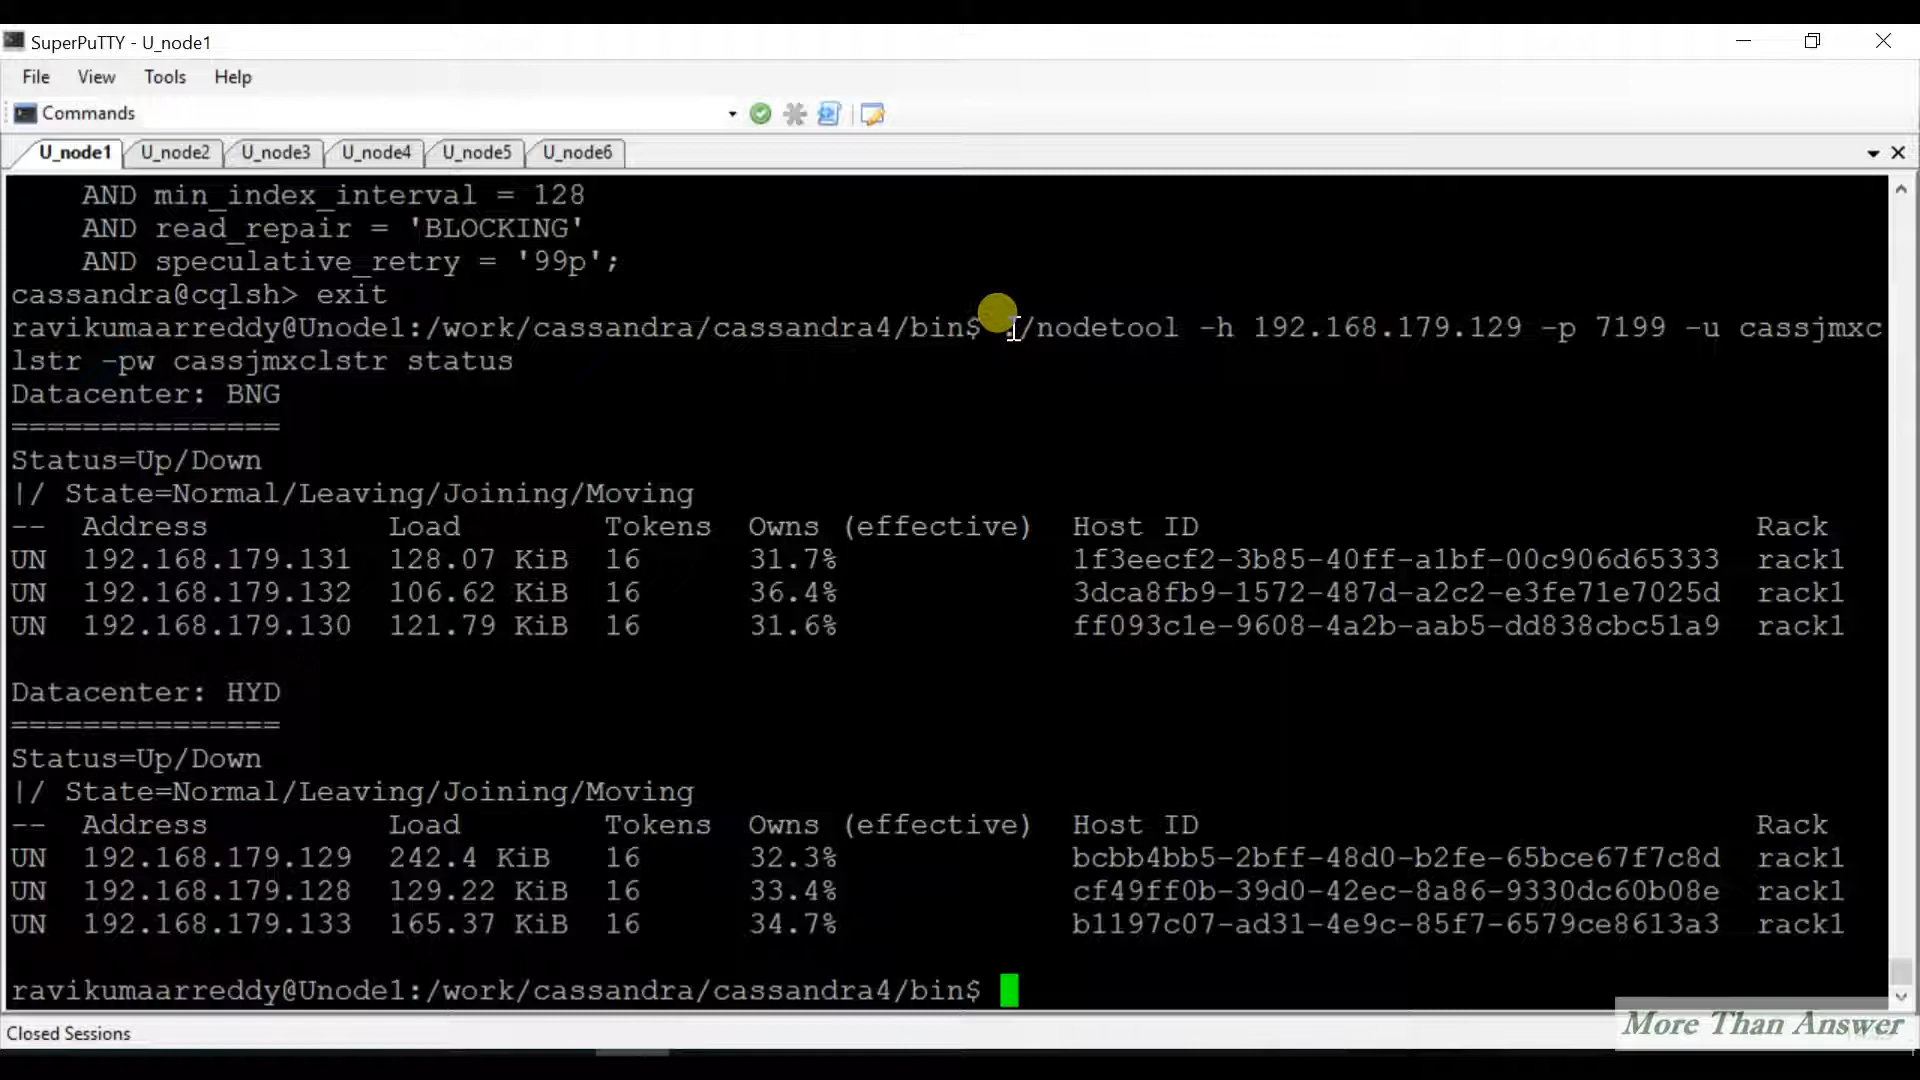 SuperPuTTY - U_node1
File View Tools Help
Commands
U_node1 U_node2 U_node3 U_node4 U_node5 U_node6
AND min_index_interval = 128
AND read_repair = 'BLOCKING'
AND speculative_retry = '99p';
cassandra@cqlsh> exit
ravikumaarreddy@Unode1:/work/cassandra/cassandra4/bin$ ./nodetool -h 192.168.179.129 -p 7199 -u cassjmxc
lstr -pw cassjmxclstr status
Datacenter: BNG
===============
Status=Up/Down
|/ State=Normal/Leaving/Joining/Moving
-- Address Load Tokens Owns (effective) Host ID Rack
UN 192.168.179.131 128.07 KiB 16 31.7% 1f3eecf2-3b85-40ff-a1bf-00c906d65333 rack1
UN 192.168.179.132 106.62 KiB 16 36.4% 3dca8fb9-1572-487d-a2c2-e3fe71e7025d rack1
UN 192.168.179.130 121.79 KiB 16 31.6% ff093c1e-9608-4a2b-aab5-dd838cbc51a9 rack1
Datacenter: HYD
===============
Status=Up/Down
|/ State=Normal/Leaving/Joining/Moving
-- Address Load Tokens Owns (effective) Host ID Rack
UN 192.168.179.129 242.4 KiB 16 32.3% bcbb4bb5-2bff-48d0-b2fe-65bce67f7c8d rack1
UN 192.168.179.128 129.22 KiB 16 33.4% cf49ff0b-39d0-42ec-8a86-9330dc60b08e rack1
UN 192.168.179.133 165.37 KiB 16 34.7% b1197c07-ad31-4e9c-85f7-6579ce8613a3 rack1
ravikumaarreddy@Unode1:/work/cassandra/cassandra4/bin$
Closed Sessions
More Than Answer